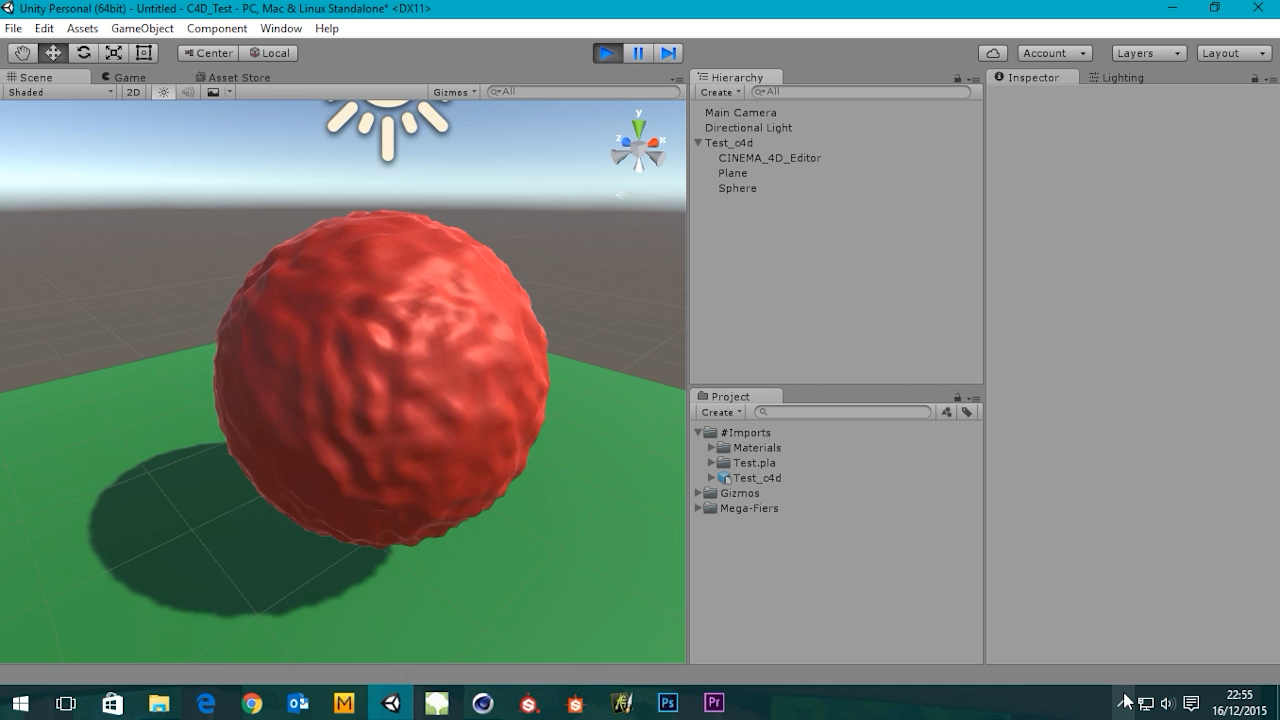 Unity Personal (64bit) - Untitled - C4D_Test - PC, Mac & Linux Standalone* <DX11>
File Edit Assets GameObject Component Window Help
Center Local Account Layers Layout
Scene Game Asset Store Hierarchy Inspector Lighting
Shaded 2D Gizmos All Create All
y
z x
Main Camera
Directional Light
Test_c4d
CINEMA_4D_Editor
Plane
Sphere
Project
Create
#Imports
Materials
Test.pla
Test_c4d
Gizmos
Mega-Fiers
M Ps Pr
22:55
16/12/2015